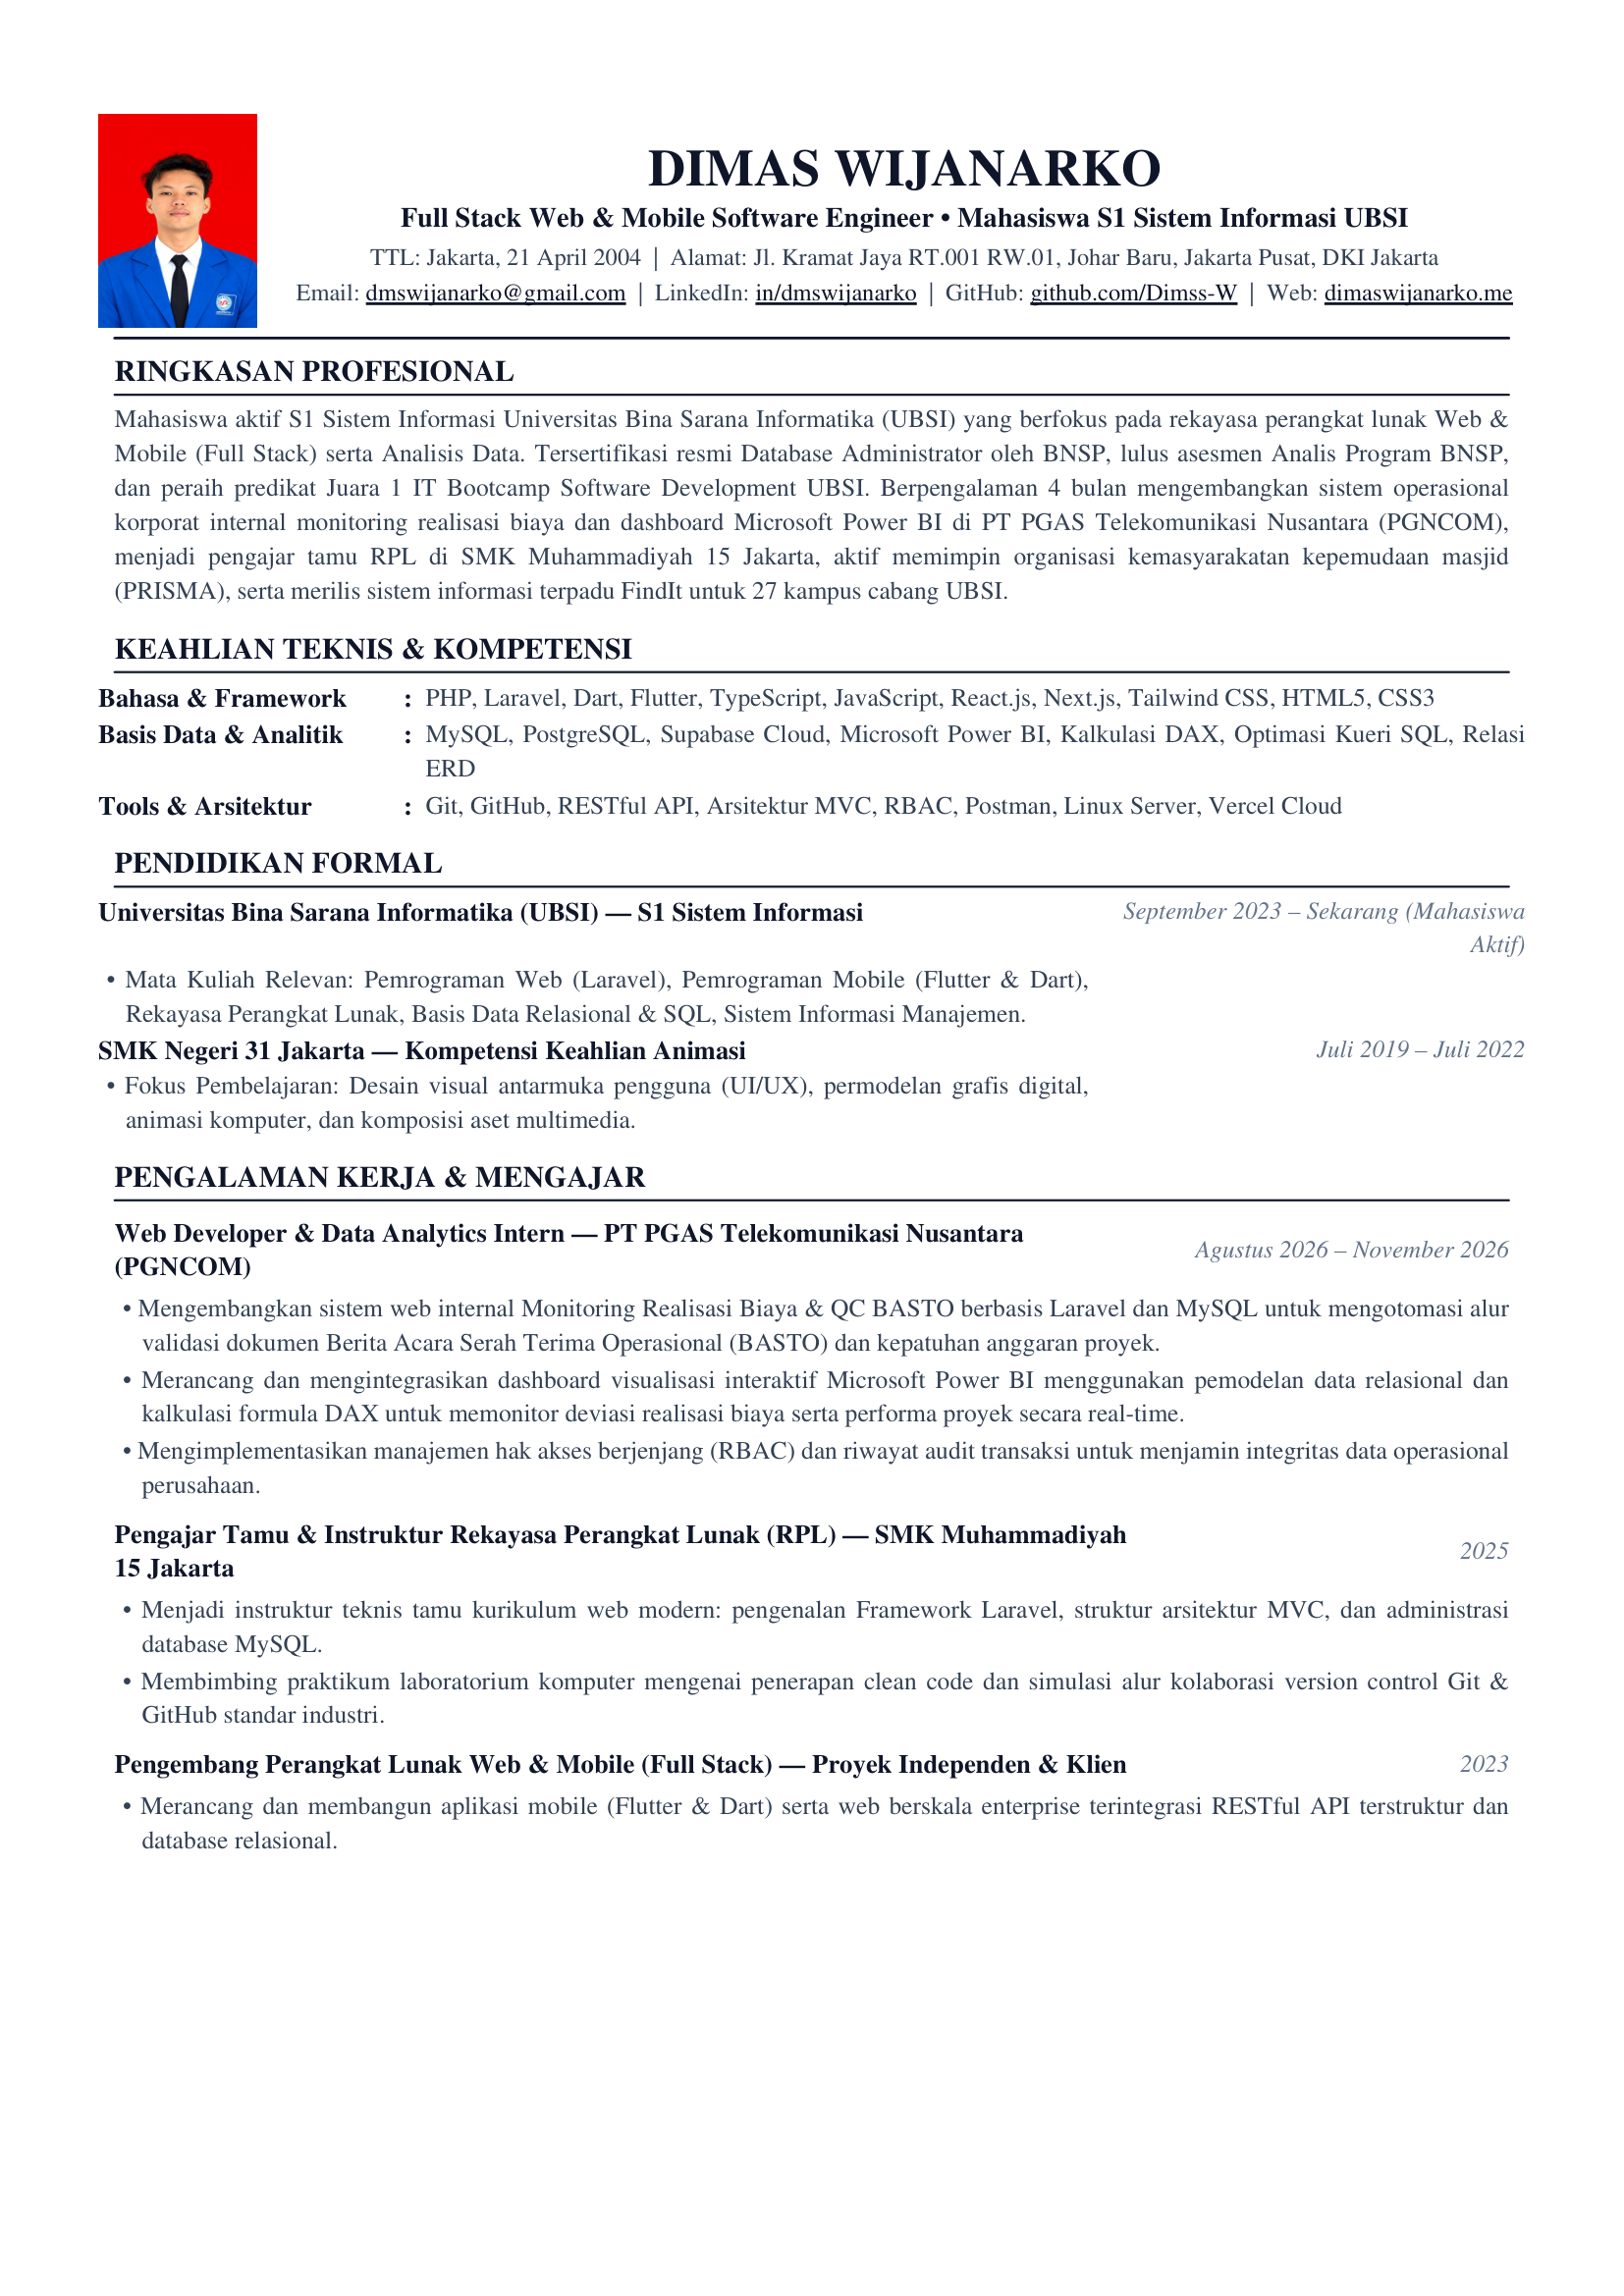 DIMAS WIJANARKO
Full Stack Web & Mobile Software Engineer • Mahasiswa S1 Sistem Informasi UBSI
TTL: Jakarta, 21 April 2004 | Alamat: Jl. Kramat Jaya RT.001 RW.01, Johar Baru, Jakarta Pusat, DKI Jakarta
Email: dmswijanarko@gmail.com | LinkedIn: in/dmswijanarko | GitHub: github.com/Dimss-W | Web: dimaswijanarko.me
RINGKASAN PROFESIONAL
Mahasiswa aktif S1 Sistem Informasi Universitas Bina Sarana Informatika (UBSI) yang berfokus pada rekayasa perangkat lunak Web &
Mobile (Full Stack) serta Analisis Data. Tersertifikasi resmi Database Administrator oleh BNSP, lulus asesmen Analis Program BNSP,
dan peraih predikat Juara 1 IT Bootcamp Software Development UBSI. Berpengalaman 4 bulan mengembangkan sistem operasional
korporat internal monitoring realisasi biaya dan dashboard Microsoft Power BI di PT PGAS Telekomunikasi Nusantara (PGNCOM),
menjadi pengajar tamu RPL di SMK Muhammadiyah 15 Jakarta, aktif memimpin organisasi kemasyarakatan kepemudaan masjid
(PRISMA), serta merilis sistem informasi terpadu FindIt untuk 27 kampus cabang UBSI.
KEAHLIAN TEKNIS & KOMPETENSI
Bahasa & Framework : PHP, Laravel, Dart, Flutter, TypeScript, JavaScript, React.js, Next.js, Tailwind CSS, HTML5, CSS3
Basis Data & Analitik : MySQL, PostgreSQL, Supabase Cloud, Microsoft Power BI, Kalkulasi DAX, Optimasi Kueri SQL, Relasi
ERD
Tools & Arsitektur : Git, GitHub, RESTful API, Arsitektur MVC, RBAC, Postman, Linux Server, Vercel Cloud
PENDIDIKAN FORMAL
Universitas Bina Sarana Informatika (UBSI) — S1 Sistem Informasi September 2023 – Sekarang (Mahasiswa
Aktif)
• Mata Kuliah Relevan: Pemrograman Web (Laravel), Pemrograman Mobile (Flutter & Dart),
Rekayasa Perangkat Lunak, Basis Data Relasional & SQL, Sistem Informasi Manajemen.
SMK Negeri 31 Jakarta — Kompetensi Keahlian Animasi Juli 2019 – Juli 2022
• Fokus Pembelajaran: Desain visual antarmuka pengguna (UI/UX), permodelan grafis digital,
animasi komputer, dan komposisi aset multimedia.
PENGALAMAN KERJA & MENGAJAR
Web Developer & Data Analytics Intern — PT PGAS Telekomunikasi Nusantara
(PGNCOM) Agustus 2026 – November 2026
• Mengembangkan sistem web internal Monitoring Realisasi Biaya & QC BASTO berbasis Laravel dan MySQL untuk mengotomasi alur
validasi dokumen Berita Acara Serah Terima Operasional (BASTO) dan kepatuhan anggaran proyek.
• Merancang dan mengintegrasikan dashboard visualisasi interaktif Microsoft Power BI menggunakan pemodelan data relasional dan
kalkulasi formula DAX untuk memonitor deviasi realisasi biaya serta performa proyek secara real-time.
• Mengimplementasikan manajemen hak akses berjenjang (RBAC) dan riwayat audit transaksi untuk menjamin integritas data operasional
perusahaan.
Pengajar Tamu & Instruktur Rekayasa Perangkat Lunak (RPL) — SMK Muhammadiyah
15 Jakarta 2025
• Menjadi instruktur teknis tamu kurikulum web modern: pengenalan Framework Laravel, struktur arsitektur MVC, dan administrasi
database MySQL.
• Membimbing praktikum laboratorium komputer mengenai penerapan clean code dan simulasi alur kolaborasi version control Git &
GitHub standar industri.
Pengembang Perangkat Lunak Web & Mobile (Full Stack) — Proyek Independen & Klien 2023
• Merancang dan membangun aplikasi mobile (Flutter & Dart) serta web berskala enterprise terintegrasi RESTful API terstruktur dan
database relasional.